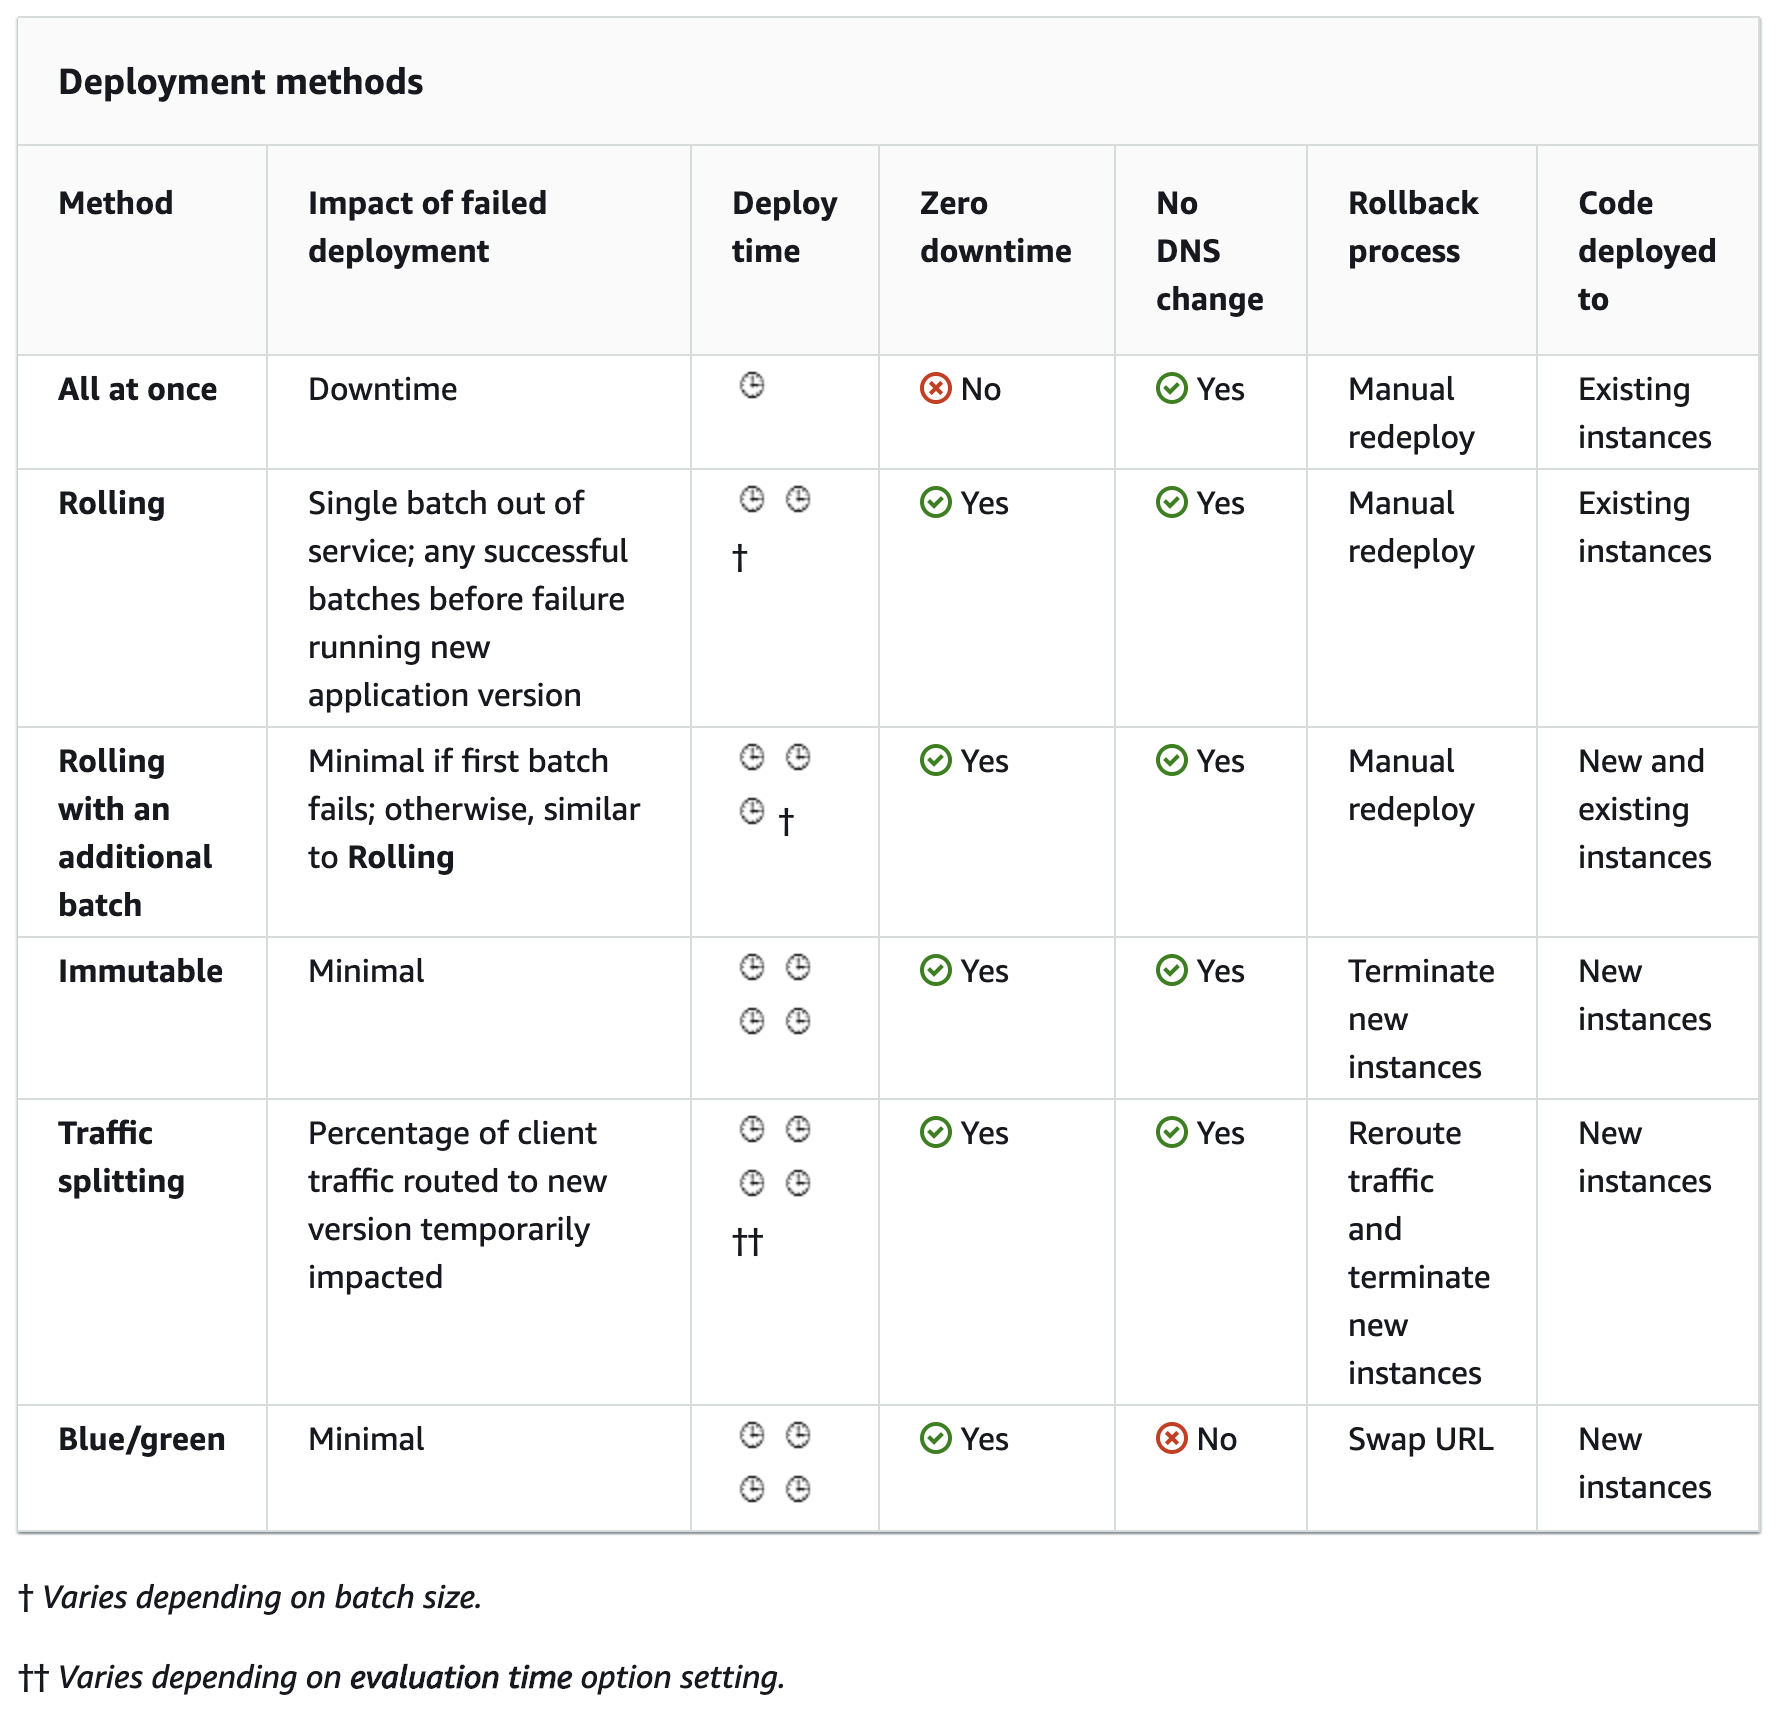 Deployment methods
Method
Impact of failed
deployment
Deploy
time
Zero
downtime
No
DNS
change
Rollback
process
Code
deployed
to
All at once
Downtime
No
Yes
Manual
redeploy
Existing
instances
Rolling
Single batch out of
service; any successful
batches before failure
running new
application version
†
Yes
Yes
Manual
redeploy
Existing
instances
Rolling
with an
additional
batch
Minimal if first batch
fails; otherwise, similar
to Rolling
†
Yes
Yes
Manual
redeploy
New and
existing
instances
Immutable
Minimal
Yes
Yes
Terminate
new
instances
New
instances
Traffic
splitting
Percentage of client
traffic routed to new
version temporarily
impacted
††
Yes
Yes
Reroute
traffic
and
terminate
new
instances
New
instances
Blue/green
Minimal
Yes
No
Swap URL
New
instances
† Varies depending on batch size.
†† Varies depending on evaluation time option setting.